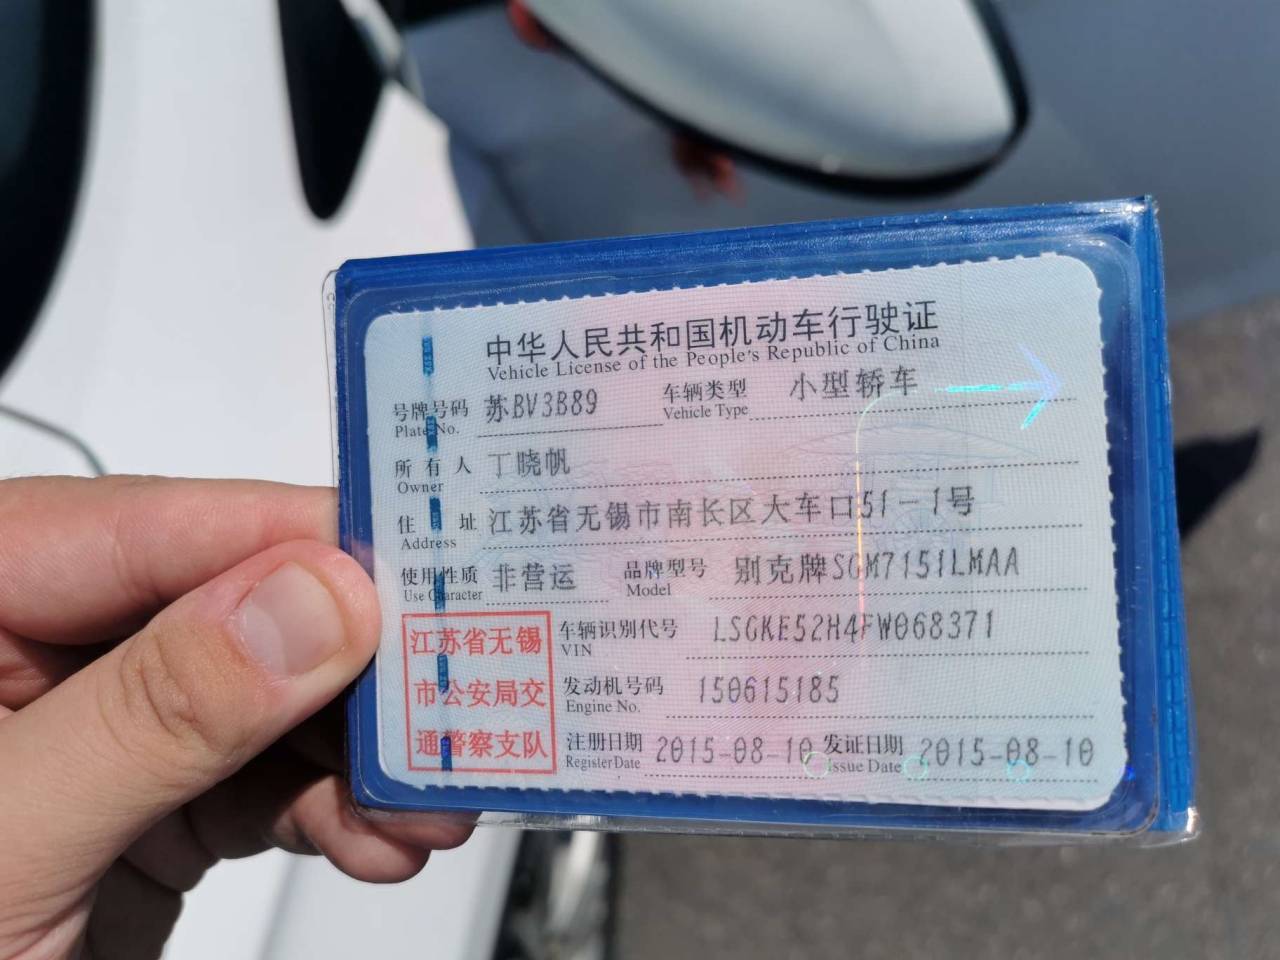 中华人民共和国机动车行驶证
Vehicle License of the People's Republic of China
号牌号码 苏BV3B89 车辆类型 小型轿车
Plate No. Vehicle Type
所有人 丁晓帆
Owner
住址 江苏省无锡市南长区大车口51-1号
Address
使用性质 非营运 品牌型号 别克牌SGM7151LMAA
Use Character Model
江苏省无锡
市公安局交
通警察支队
车辆识别代号 LSGKE52H4FW068371
VIN
发动机号码 150615185
Engine No.
注册日期 2015-08-10 发证日期 2015-08-10
Register Date Issue Date